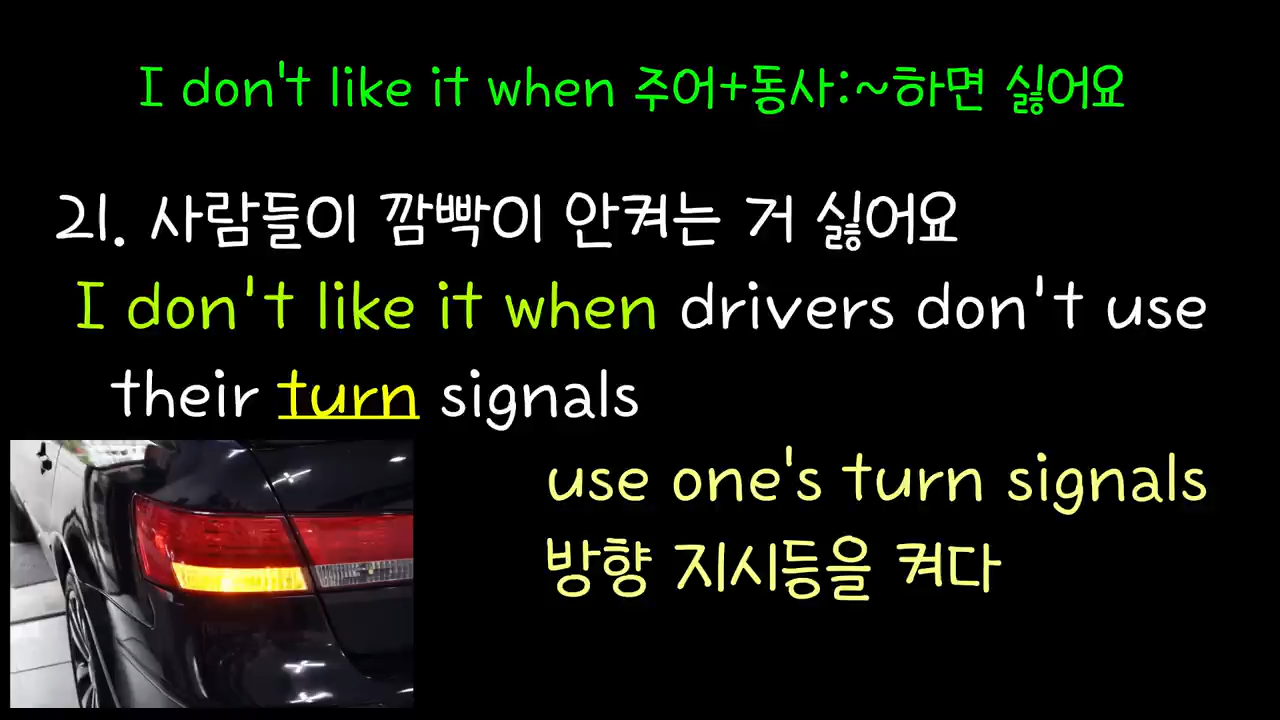 I don't like it when 주어+동사:~하면 싫어요
21. 사람들이 깜빡이 안켜는 거 싫어요
I don't like it when drivers don't use
their turn signals
use one's turn signals
방향 지시등을 켜다